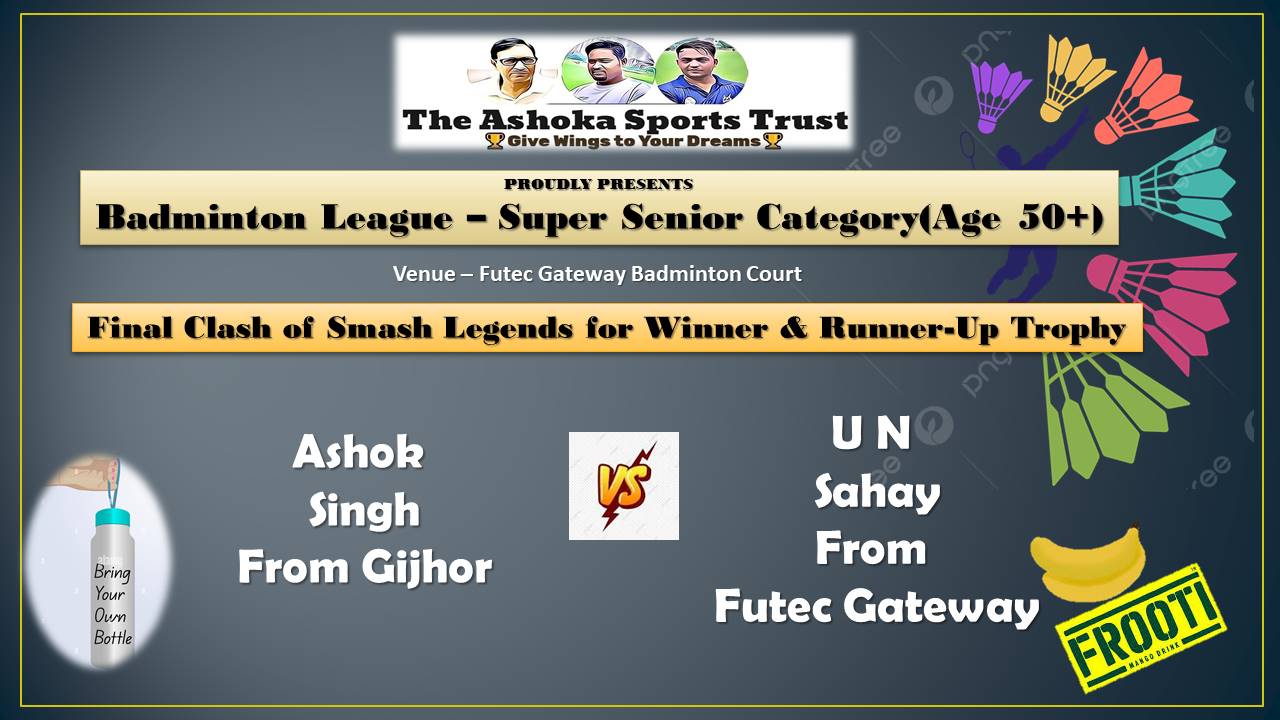 The Ashoka Sports Trust
Give Wings to Your Dreams
PROUDLY PRESENTS
Badminton League – Super Senior Category(Age 50+)
Venue – Futec Gateway Badminton Court
Final Clash of Smash Legends for Winner & Runner-Up Trophy
Ashok
Singh
From Gijhor
VS
U N
Sahay
From
Futec Gateway
Bring
Your
Own
Bottle
FROOTI
MANGO DRINK